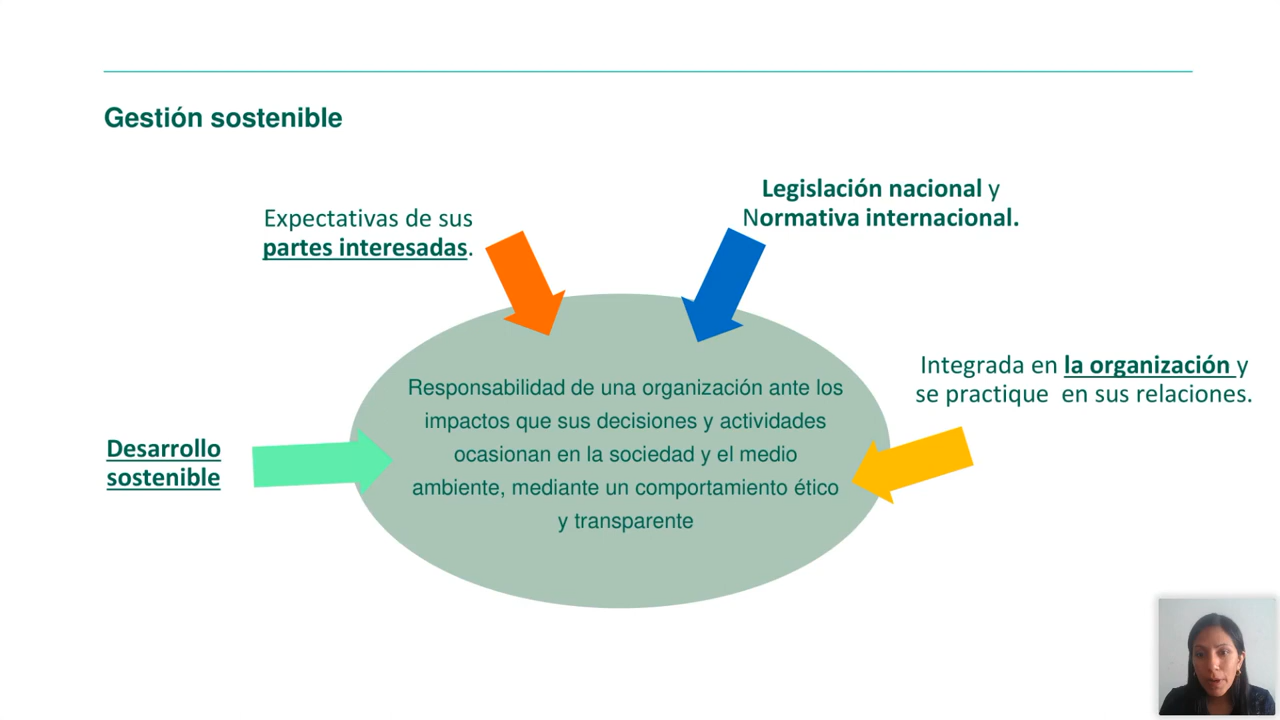 Gestión sostenible
Expectativas de sus
partes interesadas.
Legislación nacional y
Normativa internacional.
Integrada en la organización y
se practique  en sus relaciones.
Desarrollo
sostenible
Responsabilidad de una organización ante los
impactos que sus decisiones y actividades
ocasionan en la sociedad y el medio
ambiente, mediante un comportamiento ético
y transparente